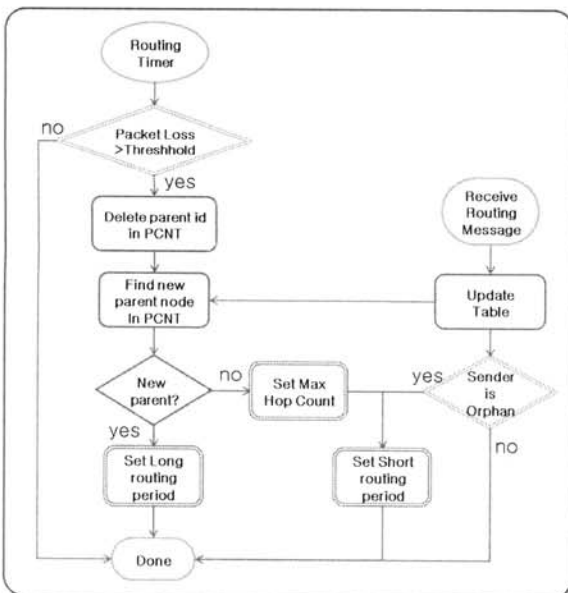 Routing
Timer
no
Packet Loss
>Threshhold
yes
Delete parent id
in PCNT
Receive
Routing
Message
Find new
parent node
In PCNT
Update
Table
New
parent?
no
Set Max
Hop Count
yes
Sender
is
Orphan
yes
no
Set Long
routing
period
Set Short
routing
period
Done